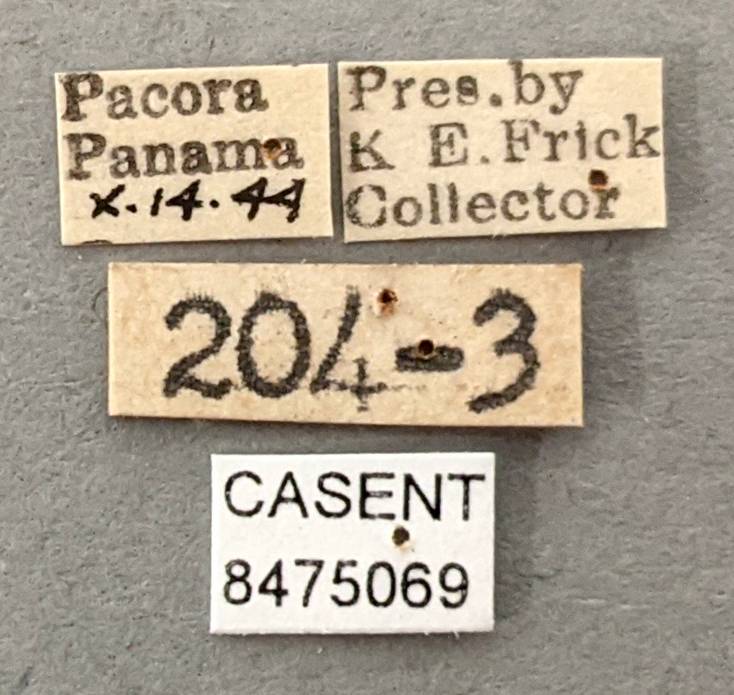 Pacora
Panama
X.14.44
Pres.by
K E.Frick
Collector
204-3
CASENT
8475069